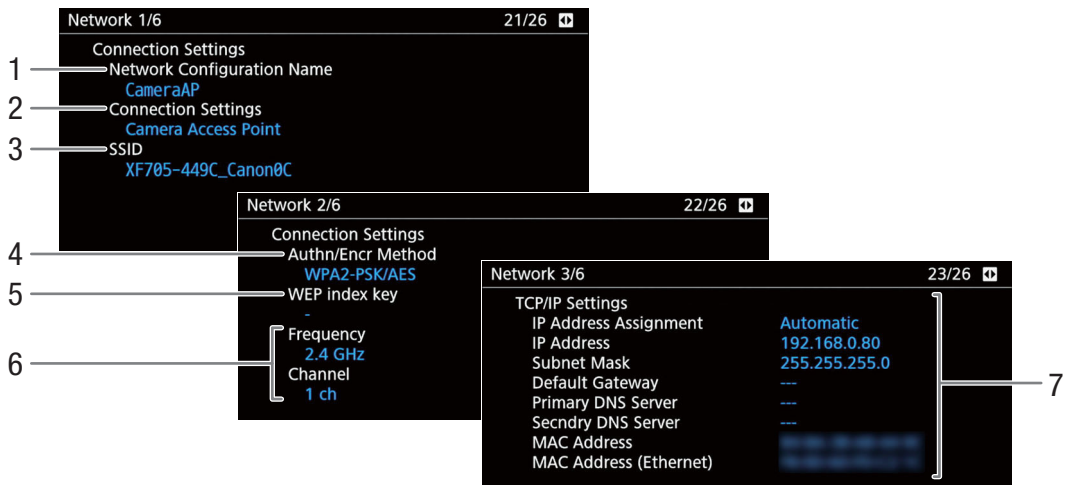 Network 1/6 21/26
Connection Settings
1 Network Configuration Name
CameraAP
2 Connection Settings
Camera Access Point
3 SSID
XF705-449C_Canon0C
Network 2/6 22/26
Connection Settings
4 Authn/Encr Method
WPA2-PSK/AES
5 WEP index key
-
6
Frequency
2.4 GHz
Channel
1 ch
Network 3/6 23/26
TCP/IP Settings
IP Address Assignment Automatic
IP Address 192.168.0.80
Subnet Mask 255.255.255.0
Default Gateway ---
Primary DNS Server ---
Secndry DNS Server ---
MAC Address
MAC Address (Ethernet)
7